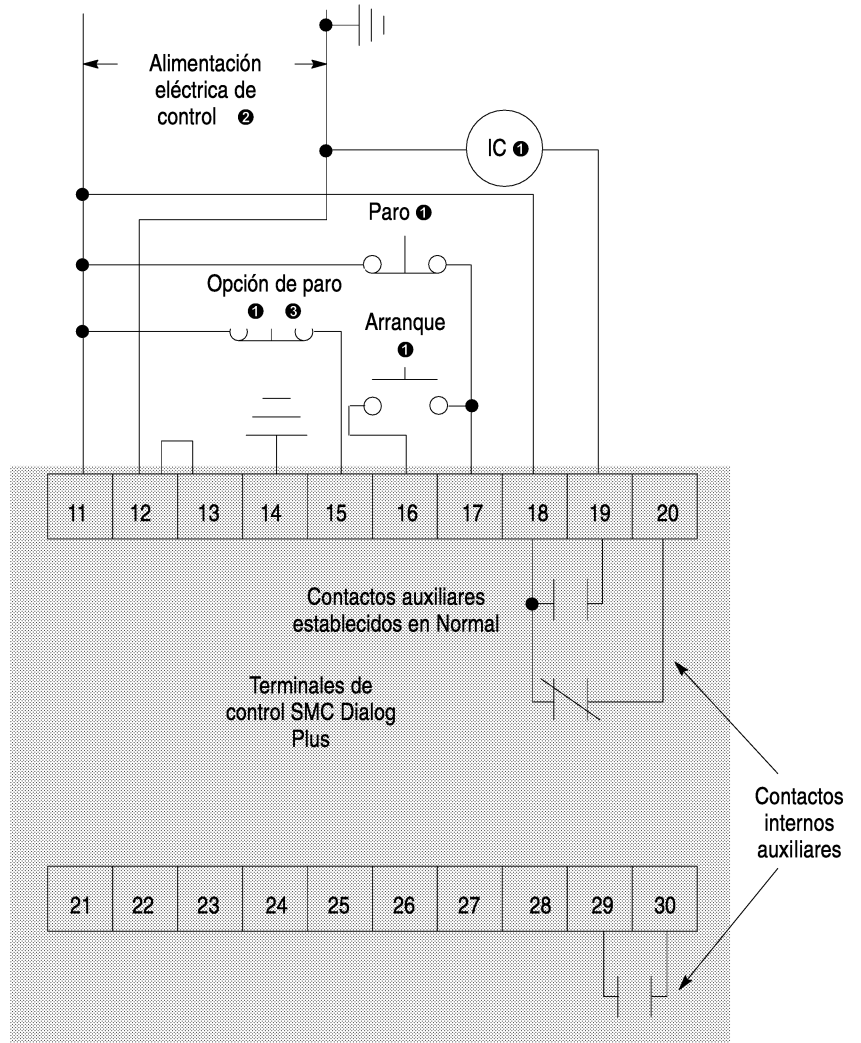 Alimentación
eléctrica de
control ❷
IC ❶
Paro ❶
Opción de paro
❶ ❸
Arranque
❶
11 12 13 14 15 16 17 18 19 20
Contactos auxiliares
establecidos en Normal
Terminales de
control SMC Dialog
Plus
Contactos
internos
auxiliares
21 22 23 24 25 26 27 28 29 30